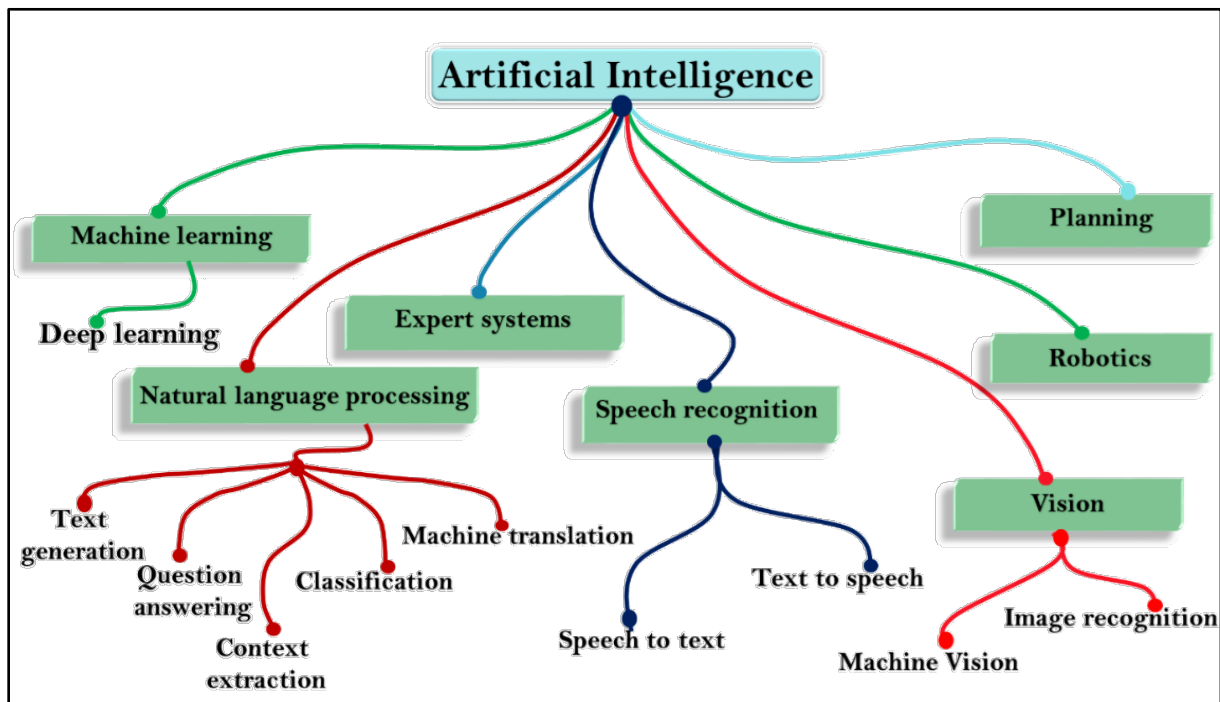 Artificial Intelligence
Machine learning
Planning
Expert systems
Deep learning
Robotics
Natural language processing
Speech recognition
Vision
Text
generation
Question
answering
Context
extraction
Classification
Machine translation
Speech to text
Text to speech
Machine Vision
Image recognition